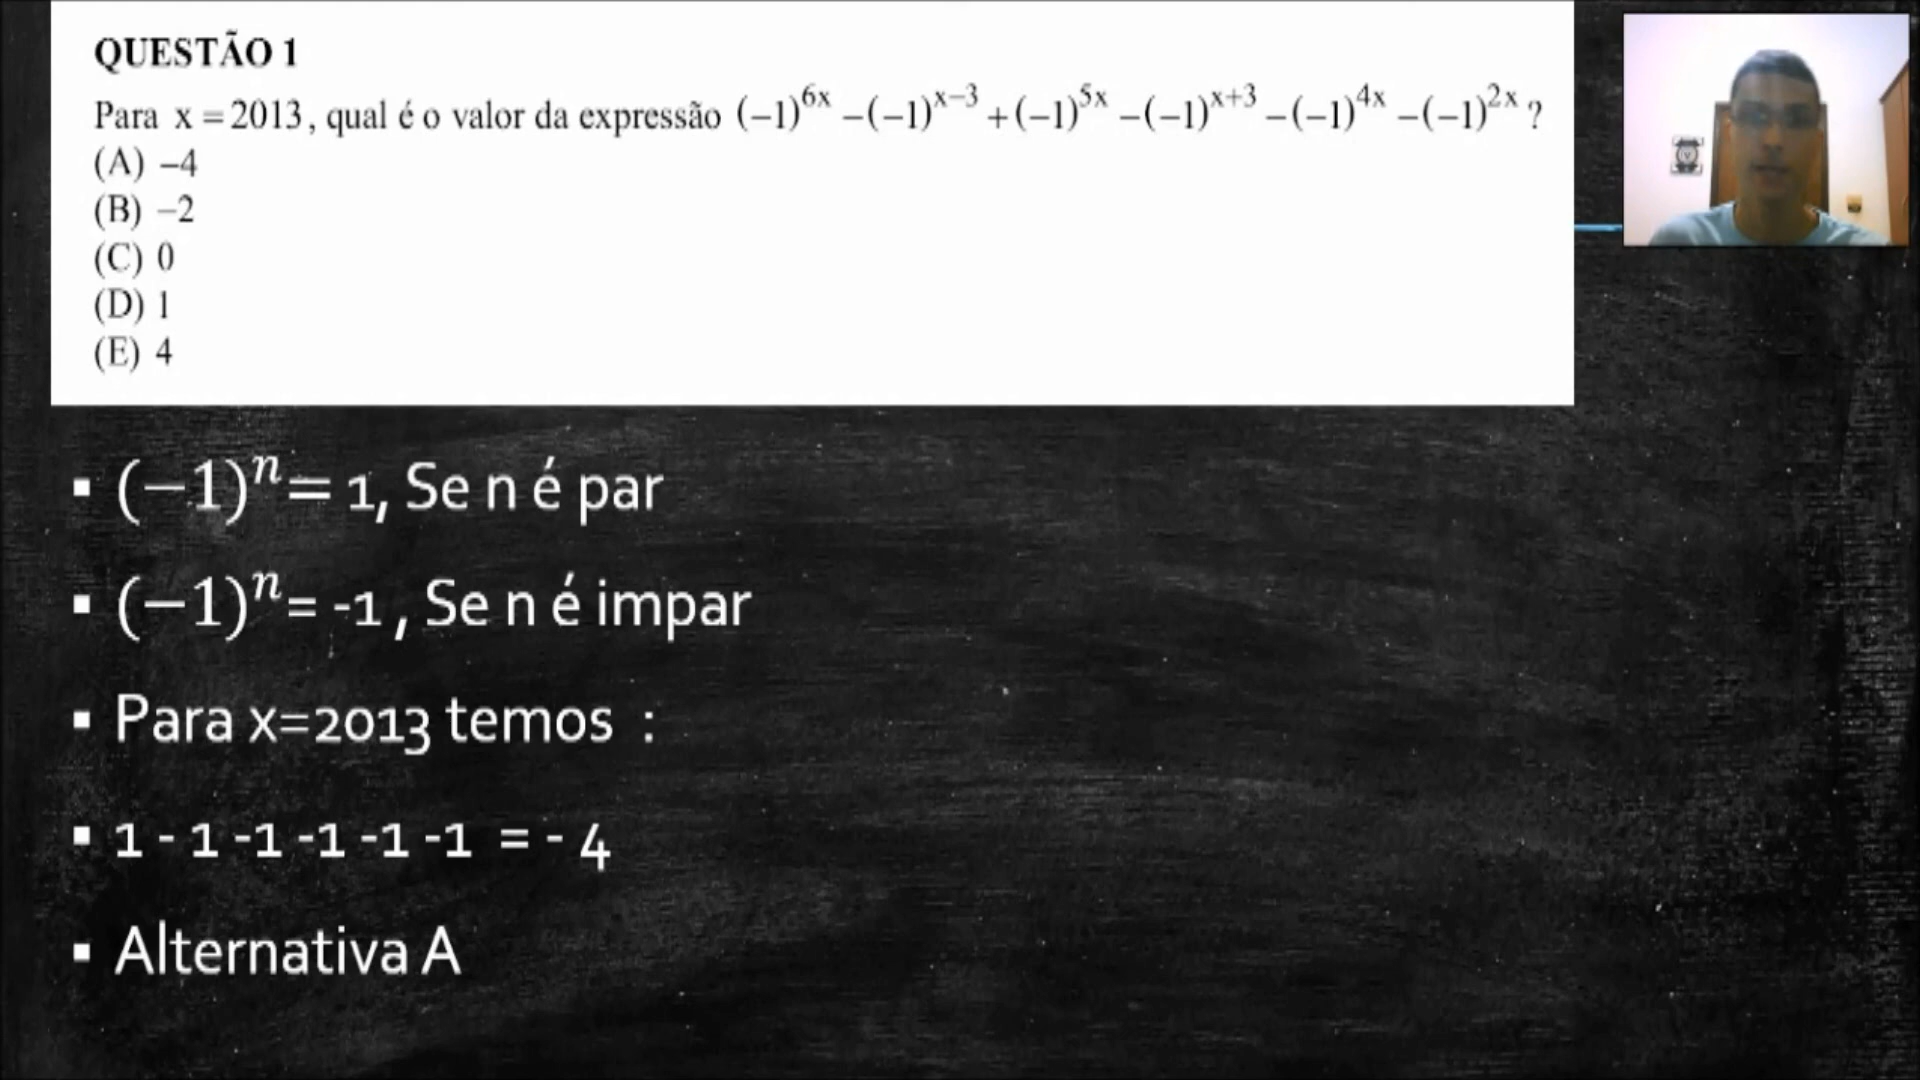 QUESTÃO 1
Para x = 2013, qual é o valor da expressão (−1)^{6x} −(−1)^{x−3} +(−1)^{5x} −(−1)^{x+3} −(−1)^{4x} −(−1)^{2x} ?
(A) −4
(B) −2
(C) 0
(D) 1
(E) 4
▪ (−1)^n= 1, Se n é par
▪ (−1)^n= -1 , Se n é impar
▪ Para x=2013 temos :
▪ 1 - 1 -1 -1 -1 -1 = - 4
▪ Alternativa A